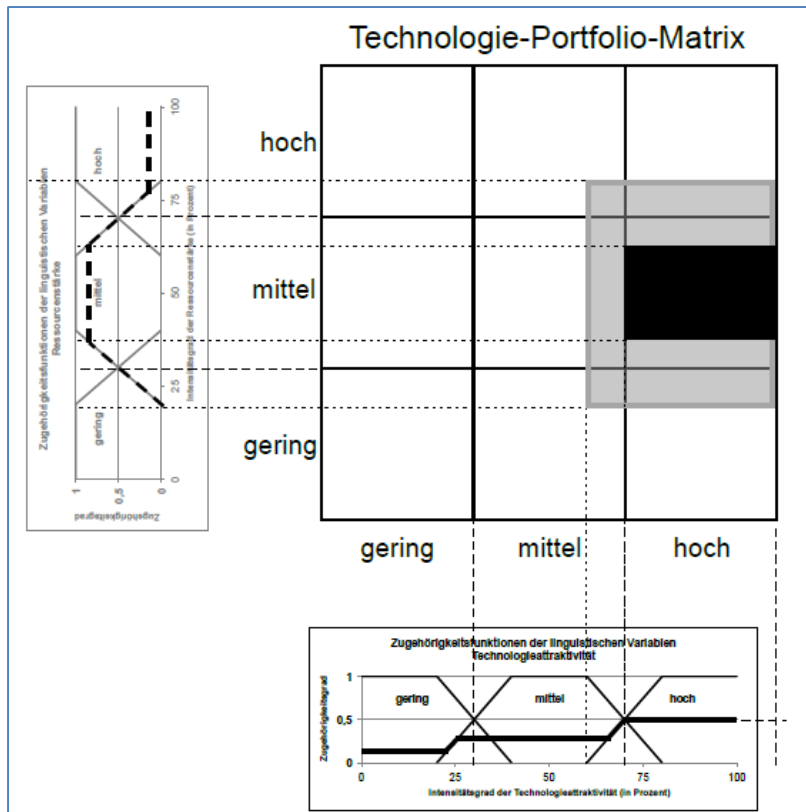 Technologie-Portfolio-Matrix
hoch
mittel
gering
gering mittel hoch
Zugehörigkeitsfunktionen der linguistischen Variablen
Ressourcenstärke
gering mittel hoch
1
0,5
0
Zugehörigkeitsgrad
0 25 50 75 100
Intensitätsgrad der Ressourcenstärke (in Prozent)
Zugehörigkeitsfunktionen der linguistischen Variablen
Technologieattraktivität
gering mittel hoch
1
0,5
0
Zugehörigkeitsgrad
0 25 50 75 100
Intensitätsgrad der Technologieattraktivität (in Prozent)